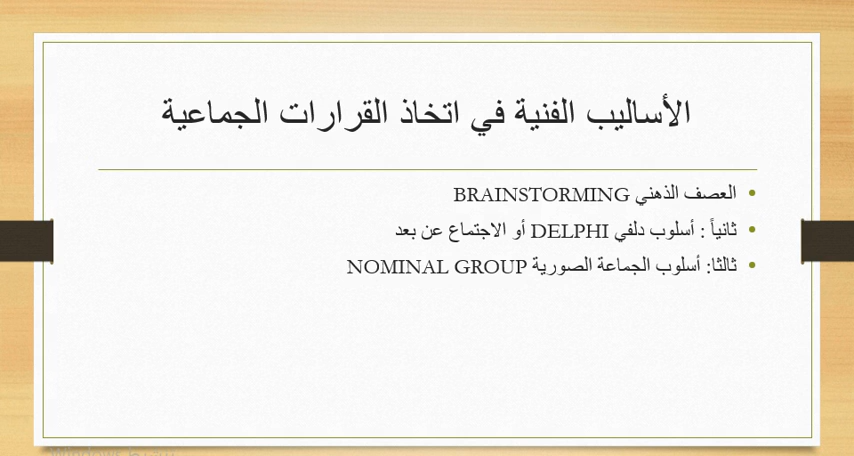 الأساليب الفنية في اتخاذ القرارات الجماعية
العصف الذهني BRAINSTORMING
ثانياً : أسلوب دلفي DELPHI أو الاجتماع عن بعد
ثالثا: أسلوب الجماعة الصورية NOMINAL GROUP